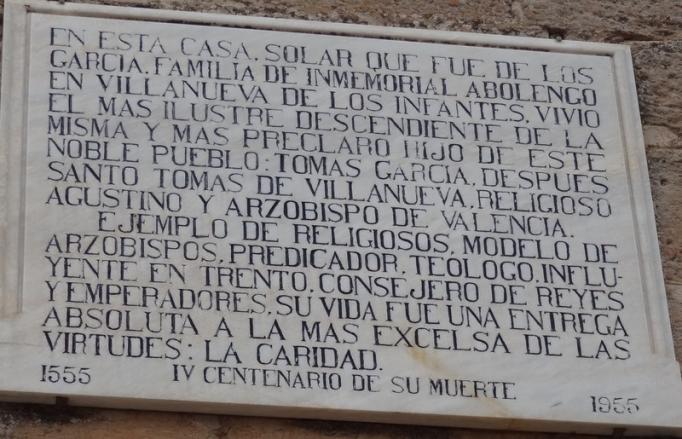 EN ESTA CASA, SOLAR QUE FUE DE LOS
GARCIA, FAMILIA DE INMEMORIAL ABOLENGO
EN VILLANUEVA DE LOS INFANTES, VIVIO
EL MAS ILUSTRE DESCENDIENTE DE LA
MISMA Y MAS PRECLARO HIJO DE ESTE
NOBLE PUEBLO: TOMAS GARCIA, DESPUES
SANTO TOMAS DE VILLANUEVA, RELIGIOSO
AGUSTINO Y ARZOBISPO DE VALENCIA.
EJEMPLO DE RELIGIOSOS, MODELO DE
ARZOBISPOS, PREDICADOR, TEÓLOGO, INFLU-
YENTE EN TRENTO, CONSEJERO DE REYES
Y EMPERADORES, SU VIDA FUE UNA ENTREGA
ABSOLUTA A LA MAS EXCELSA DE LAS
VIRTUDES: LA CARIDAD.
1555 IV CENTENARIO DE SU MUERTE 1955